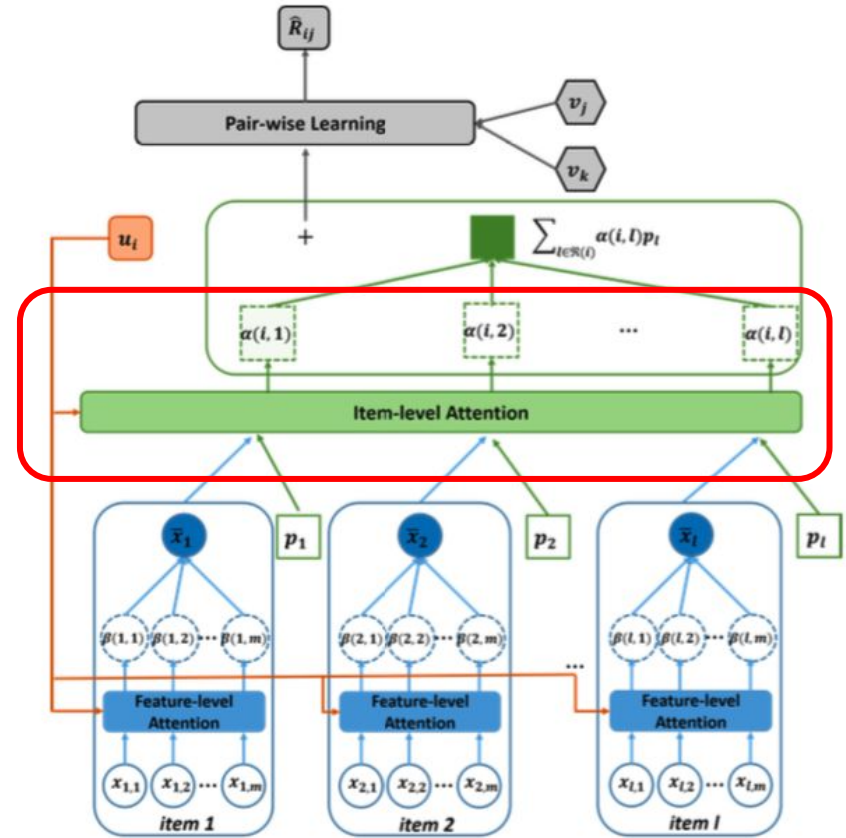 R̂ᵢⱼ
Pair-wise Learning
vⱼ
vₖ
uᵢ
+
∑_{l∈ℜ(i)} α(i, l)pₗ
α(i, 1) α(i, 2) ... α(i, l)
Item-level Attention
x̄₁ p₁ x̄₂ p₂ x̄ₗ pₗ
β(1, 1) β(1, 2) ... β(1, m) β(2, 1) β(2, 2) ... β(2, m) β(l, 1) β(l, 2) ... β(l, m)
...
Feature-level Attention
Feature-level Attention
Feature-level Attention
x₁,₁ x₁,₂ ... x₁,ₘ x₂,₁ x₂,₂ ... x₂,ₘ xₗ,₁ xₗ,₂ ... xₗ,ₘ
item 1 item 2 item l